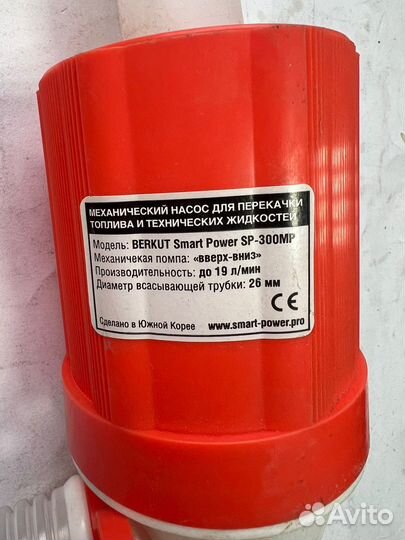 МЕХАНИЧЕСКИЙ НАСОС ДЛЯ ПЕРЕКАЧКИ
ТОПЛИВА И ТЕХНИЧЕСКИХ ЖИДКОСТЕЙ
Модель: BERKUT Smart Power SP-300MP
Механичекая помпа: «вверх-вниз»
Производительность: до 19 л/мин
Диаметр всасывающей трубки: 26 мм
CE
Сделано в Южной Корее www.smart-power.pro
Avito